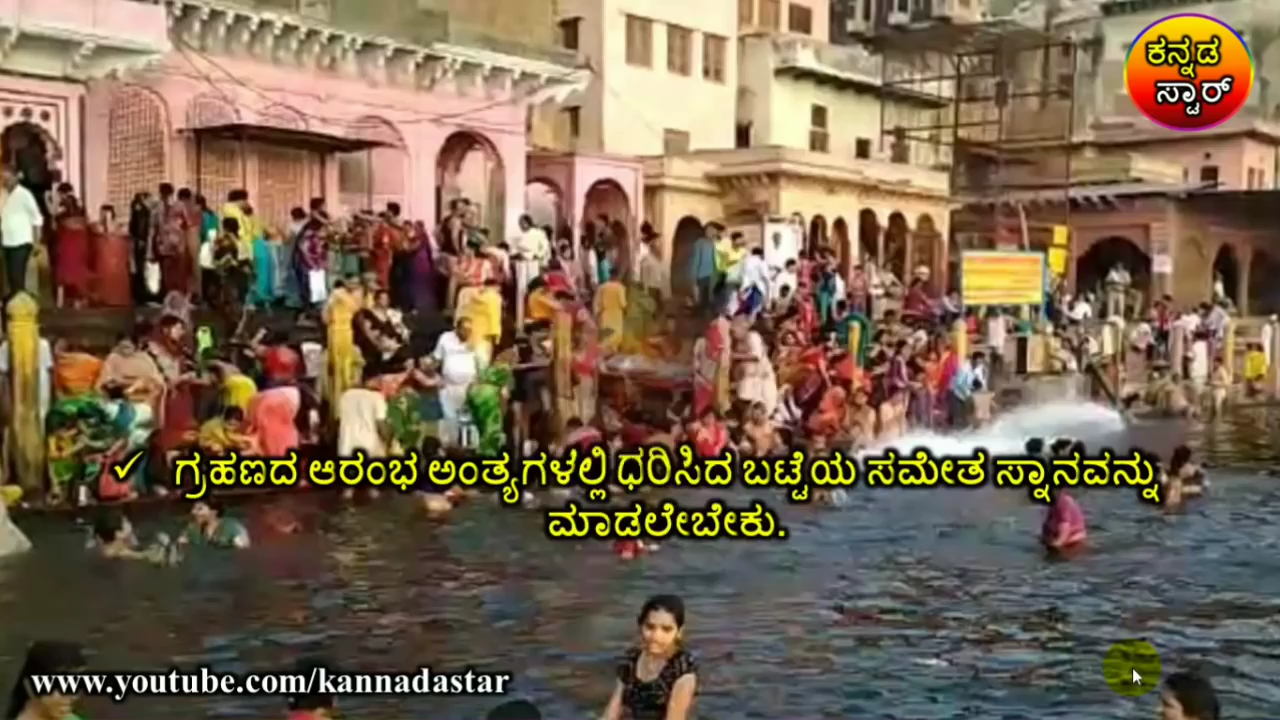 ಕನ್ನಡ
ಸ್ಟಾರ್
✓ ಗ್ರಹಣದ ಆರಂಭ ಅಂತ್ಯಗಳಲ್ಲಿ ಧರಿಸಿದ ಬಟ್ಟೆಯ ಸಮೇತ ಸ್ನಾನವನ್ನು
ಮಾಡಲೇಬೇಕು.
www.youtube.com/kannadastar